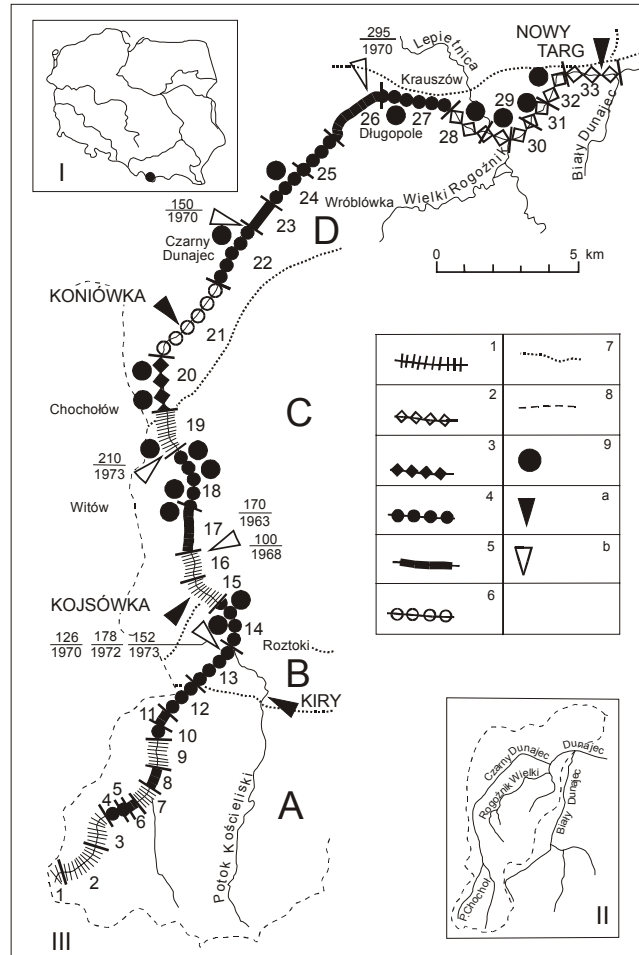 I
295
1970
Lepietnica
NOWY
TARG
Krauszów
26
27
28
29
30
31
32
33
Długopole
Biały Dunajec
Wielki Rogoźnik
Wróblówka
25
24
23
150
1970
D
Czarny
Dunajec
22
0 5 km
KONIÓWKA
21
20
Chochołów
19
C
210
1973
18
Witów
17
170
1963
100
1968
16
15
KOJSÓWKA
126
1970
178
1972
152
1973
14
Roztoki
B
13
KIRY
12
11
10
9
A
8
7
6
5
4
3
2
1
Potok Kościeliski
III
1 7
2 8
3 9
4 a
5 b
6
Czarny Dunajec
Dunajec
Rogoźnik Wielki
Biały Dunajec
P.Chochoł.
II